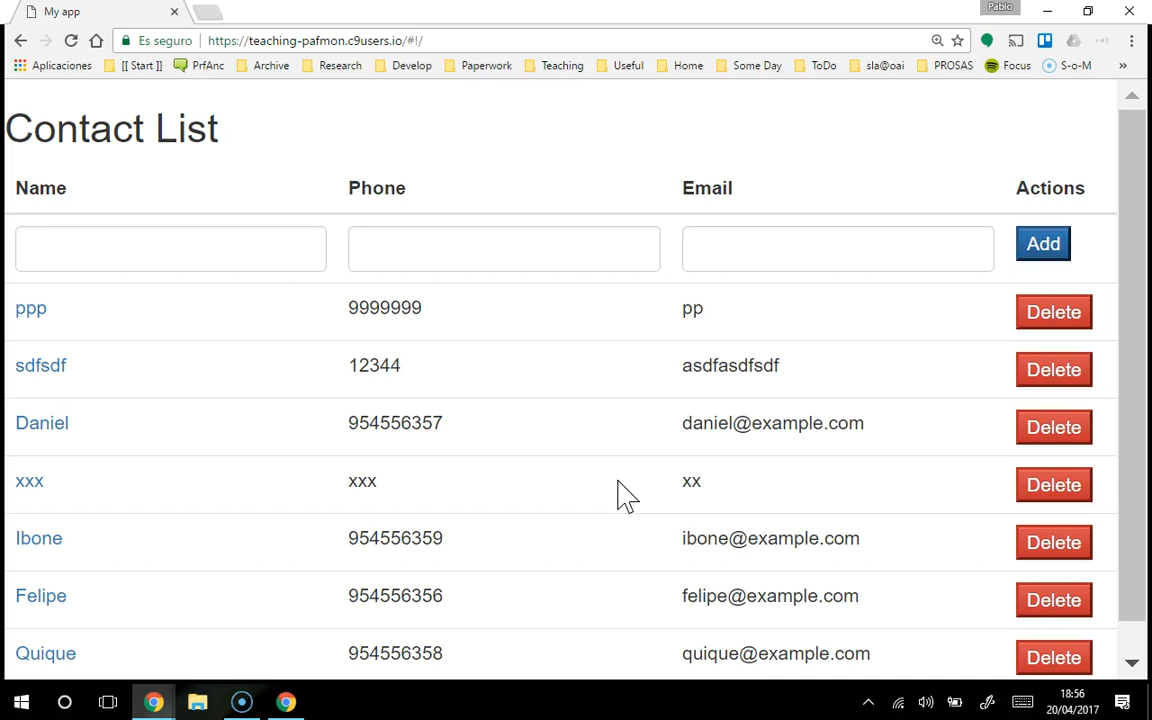 My app
Pablo
Es seguro https://teaching-pafmon.c9users.io/#!/
Aplicaciones [[ Start ]] PrfAnc Archive Research Develop Paperwork Teaching Useful Home Some Day ToDo sla@oai PROSAS Focus S-o-M »
Contact List
Name Phone Email Actions
Add
ppp 9999999 pp Delete
sdfsdf 12344 asdfasdfsdf Delete
Daniel 954556357 daniel@example.com Delete
xxx xxx xx Delete
Ibone 954556359 ibone@example.com Delete
Felipe 954556356 felipe@example.com Delete
Quique 954556358 quique@example.com Delete
18:56
20/04/2017